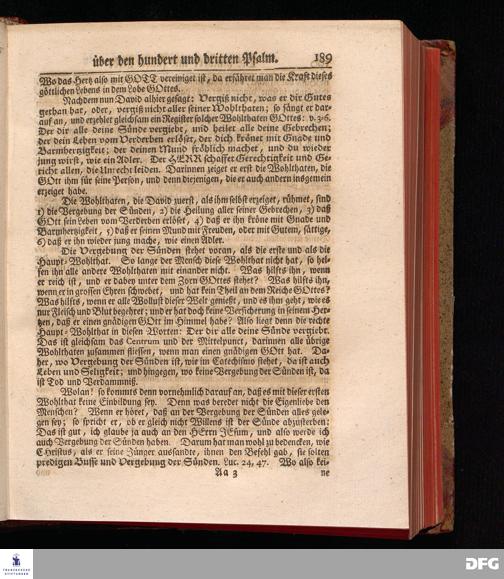 über den hundert und dritten Psalm. 189
Wo das Hertz also mit GOTT vereiniget ist, da erfähret man die Kraft dieses
göttlichen Lebens in dem Lobe GOttes.
Nachdem nun David alhier gesagt: Vergiß nicht, was er dir Gutes
gethan hat, oder, vergiß nicht aller seiner Wohlthaten; so fängt er dar-
auf an, und erzehlet gleichsam ein Register solcher Wohlthaten GOttes: v. 3-6.
Der dir alle deine Sünde vergiebt, und heilet alle deine Gebrechen;
der dein Leben vom Verderben erlöset, der dich krönet mit Gnade und
Barmhertzigkeit; der deinen Mund frölich machet, und du wieder
jung wirst, wie ein Adler. Der HERR schaffet Gerechtigkeit und Ge-
richt allen, die Unrecht leiden. Darinnen zeiget er erst die Wohlthaten, die
GOtt ihm für seine Person, und denn diejenigen, die er auch andern insgemein
erzeiget habe.
Die Wohlthaten, die David zuerst, als ihm selbst erzeiget, rühmet, sind
1) die Vergebung der Sünden, 2) die Heilung aller seiner Gebrechen, 3) daß
GOtt sein Leben vom Verderben erlöset, 4) daß er ihn kröne mit Gnade und
Barmhertzigkeit, 5) daß er seinen Mund mit Freuden, oder mit Gutem, sättige,
6) daß er ihn wieder jung mache, wie einen Adler.
Die Vergebung der Sünden stehet voran, als die erste und als die
Haupt-Wohlthat. So lange der Mensch diese Wohlthat nicht hat, so hel-
fen ihn alle andere Wohlthaten mit einander nicht. Was hilfts ihn, wenn
er reich ist, und er dabey unter dem Zorn GOttes stehet? Was hilfts ihn,
wenn er in grossen Ehren schwebet, und hat kein Theil an dem Reiche GOttes?
Was hilfts, wenn er alle Wollust dieser Welt geniesst, und es ihm geht, wie es
nur Fleisch und Blut begehret; und er hat doch keine Versicherung in seinem Her-
tzen, daß er einen gnädigen GOtt im Himmel habe? Also liegt denn die rechte
Haupt-Wohlthat in diesen Worten: Der dir alle deine Sünde vergiebt.
Das ist gleichsam das Centrum und der Mittelpunct, darinnen alle übrige
Wohlthaten zusammen fliessen, wenn man einen gnädigen GOtt hat. Da-
her, wo Vergebung der Sünden ist, wie im Catechismo stehet, da ist auch
Leben und Seligkeit; und hingegen, wo keine Vergebung der Sünden ist, da
ist Tod und Verdammniß.
Wolan! so kommts denn vornehmlich darauf an, daß es mit dieser ersten
Wohlthat keine Einbildung sey. Denn was beredet nicht die Eigenliebe den
Menschen? Wenn er höret, daß an der Vergebung der Sünden alles gele-
gen sey; so spricht er, ob er gleich nicht Willens ist der Sünde abzusterben:
Das ist gut, ich glaube ja auch an den HErrn JEsum, und also werde ich
auch Vergebung der Sünden haben. Darum hat man wohl zu bedencken, wie
Christus, als er seine Jünger aussandte, ihnen den Befehl gab, sie solten
predigen Busse und Vergebung der Sünden. Luc. 24, 47. Wo also kei-
Aa 3 ne
FRANCKESCHE STIFTUNGEN
DFG